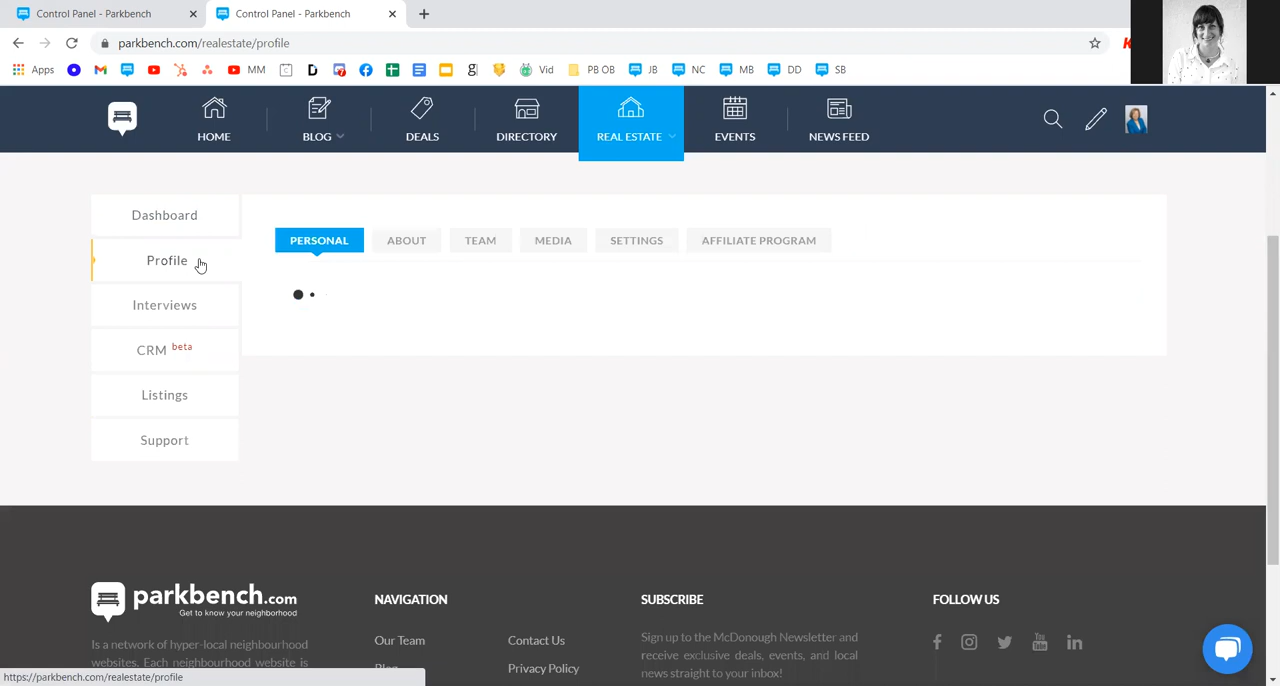 Control Panel - Parkbench
Control Panel - Parkbench
parkbench.com/realestate/profile
Apps
MM
Vid
PB OB
JB
NC
MB
DD
SB
HOME
BLOG
DEALS
DIRECTORY
REAL ESTATE
EVENTS
NEWS FEED
Dashboard
Profile
Interviews
CRM beta
Listings
Support
PERSONAL
ABOUT
TEAM
MEDIA
SETTINGS
AFFILIATE PROGRAM
parkbench.com
Get to know your neighborhood
Is a network of hyper-local neighbourhood
websites. Each neighbourhood website is
NAVIGATION
Our Team
Contact Us
Blog
Privacy Policy
SUBSCRIBE
Sign up to the McDonough Newsletter and
receive exclusive deals, events, and local
news straight to your inbox!
FOLLOW US
https://parkbench.com/realestate/profile